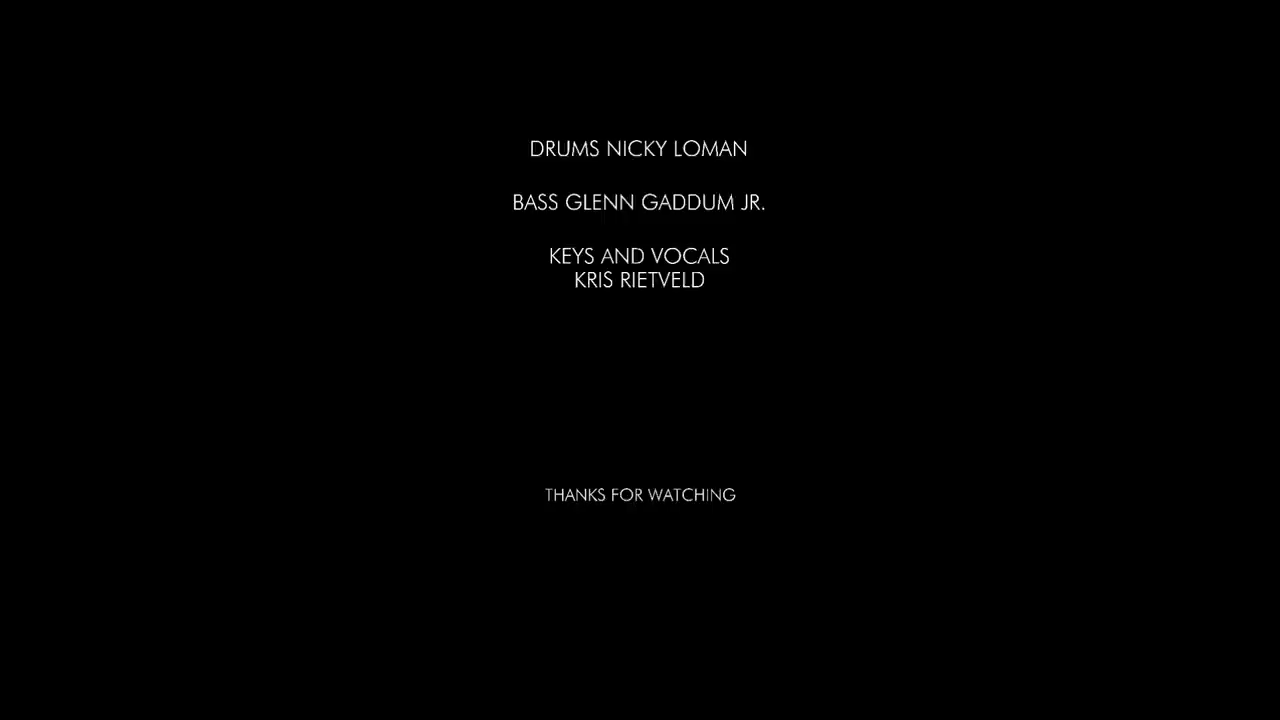 DRUMS NICKY LOMAN
BASS GLENN GADDUM JR.
KEYS AND VOCALS
KRIS RIETVELD
THANKS FOR WATCHING